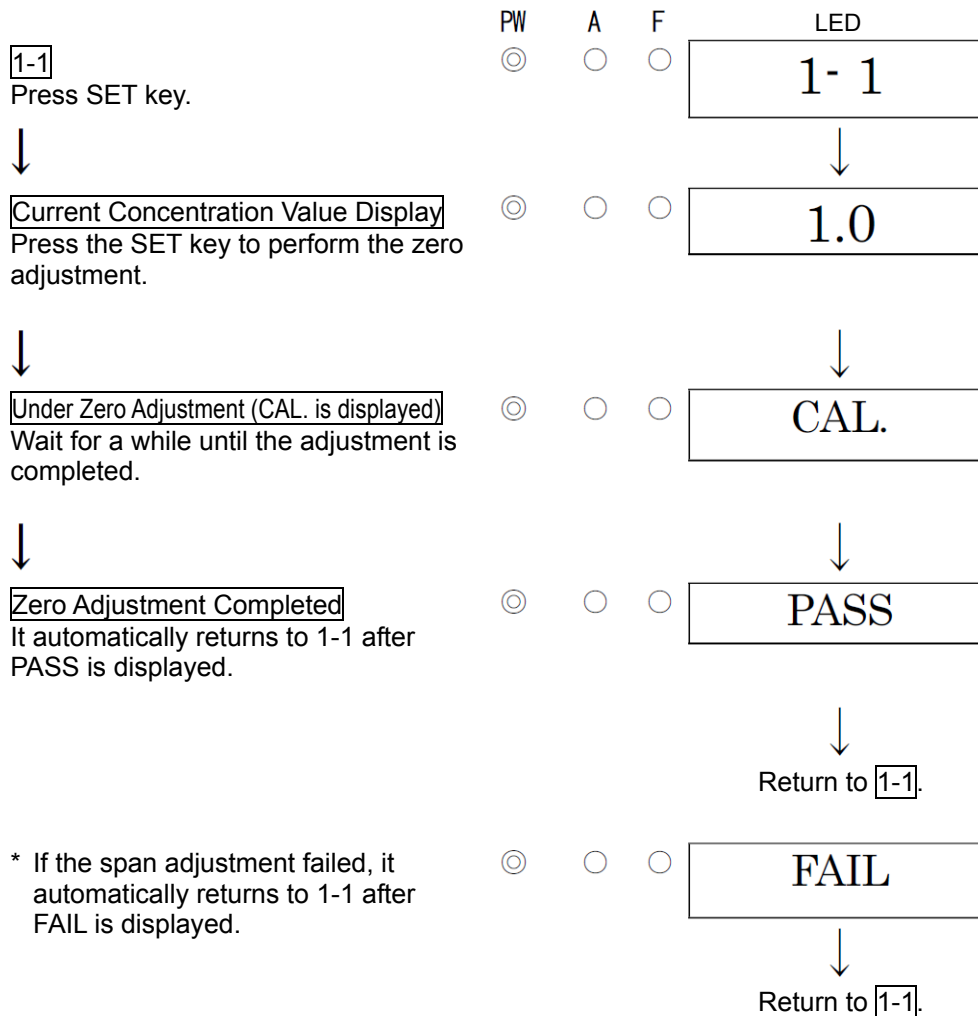 PW A F LED
1-1
Press SET key.
1- 1
Current Concentration Value Display
Press the SET key to perform the zero
adjustment.
1.0
Under Zero Adjustment (CAL. is displayed)
Wait for a while until the adjustment is
completed.
CAL.
Zero Adjustment Completed
It automatically returns to 1-1 after
PASS is displayed.
PASS
Return to 1-1.
* If the span adjustment failed, it
automatically returns to 1-1 after
FAIL is displayed.
FAIL
Return to 1-1.